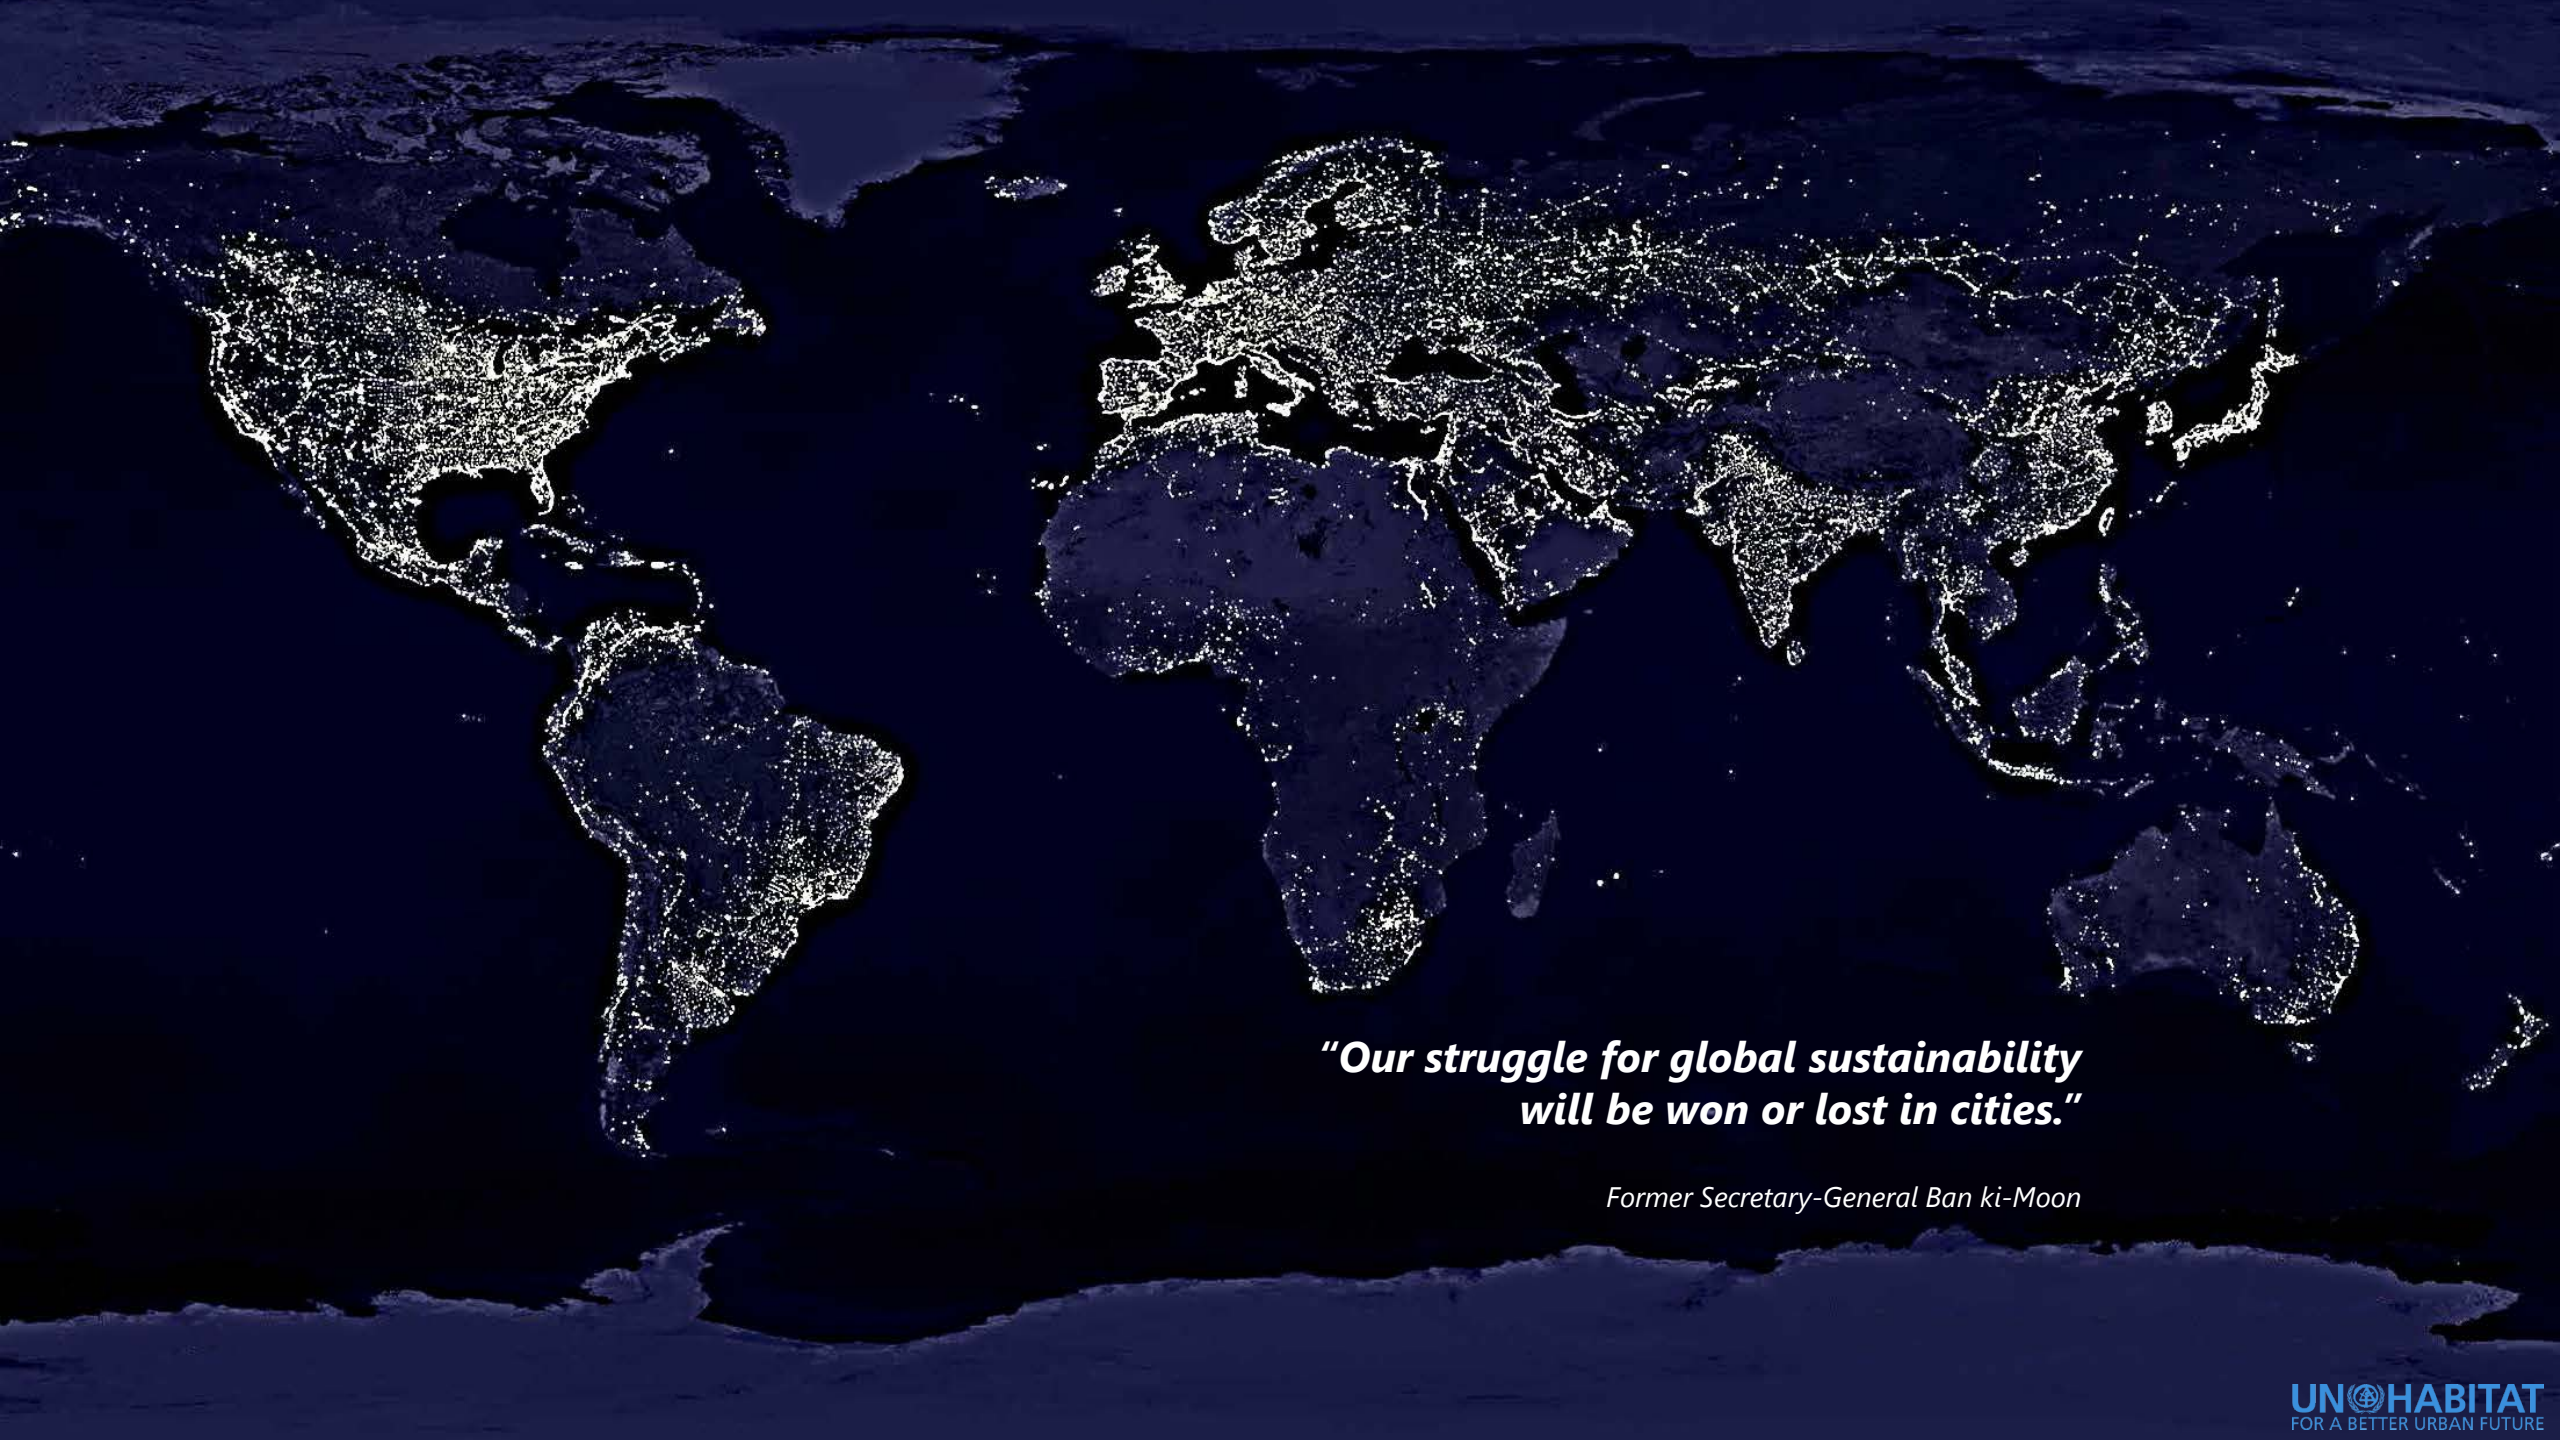 “Our struggle for global sustainability
will be won or lost in cities.”
Former Secretary-General Ban ki-Moon
UN HABITAT
FOR A BETTER URBAN FUTURE